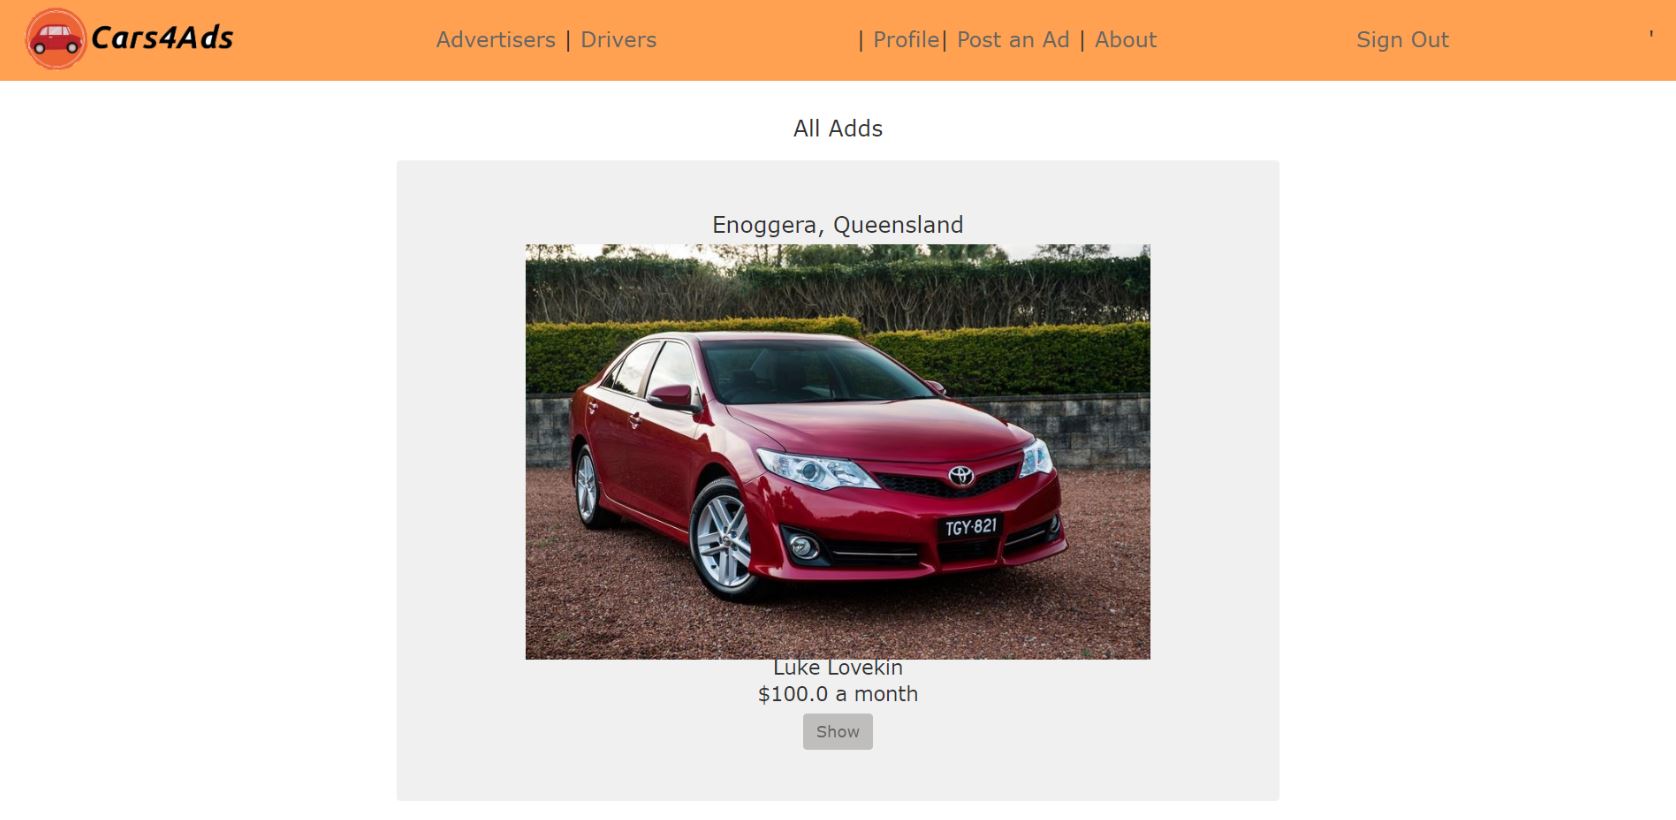 Cars4Ads
Advertisers | Drivers
| Profile| Post an Ad | About
Sign Out
'
All Adds
Enoggera, Queensland
TGY·821
Luke Lovekin
$100.0 a month
Show